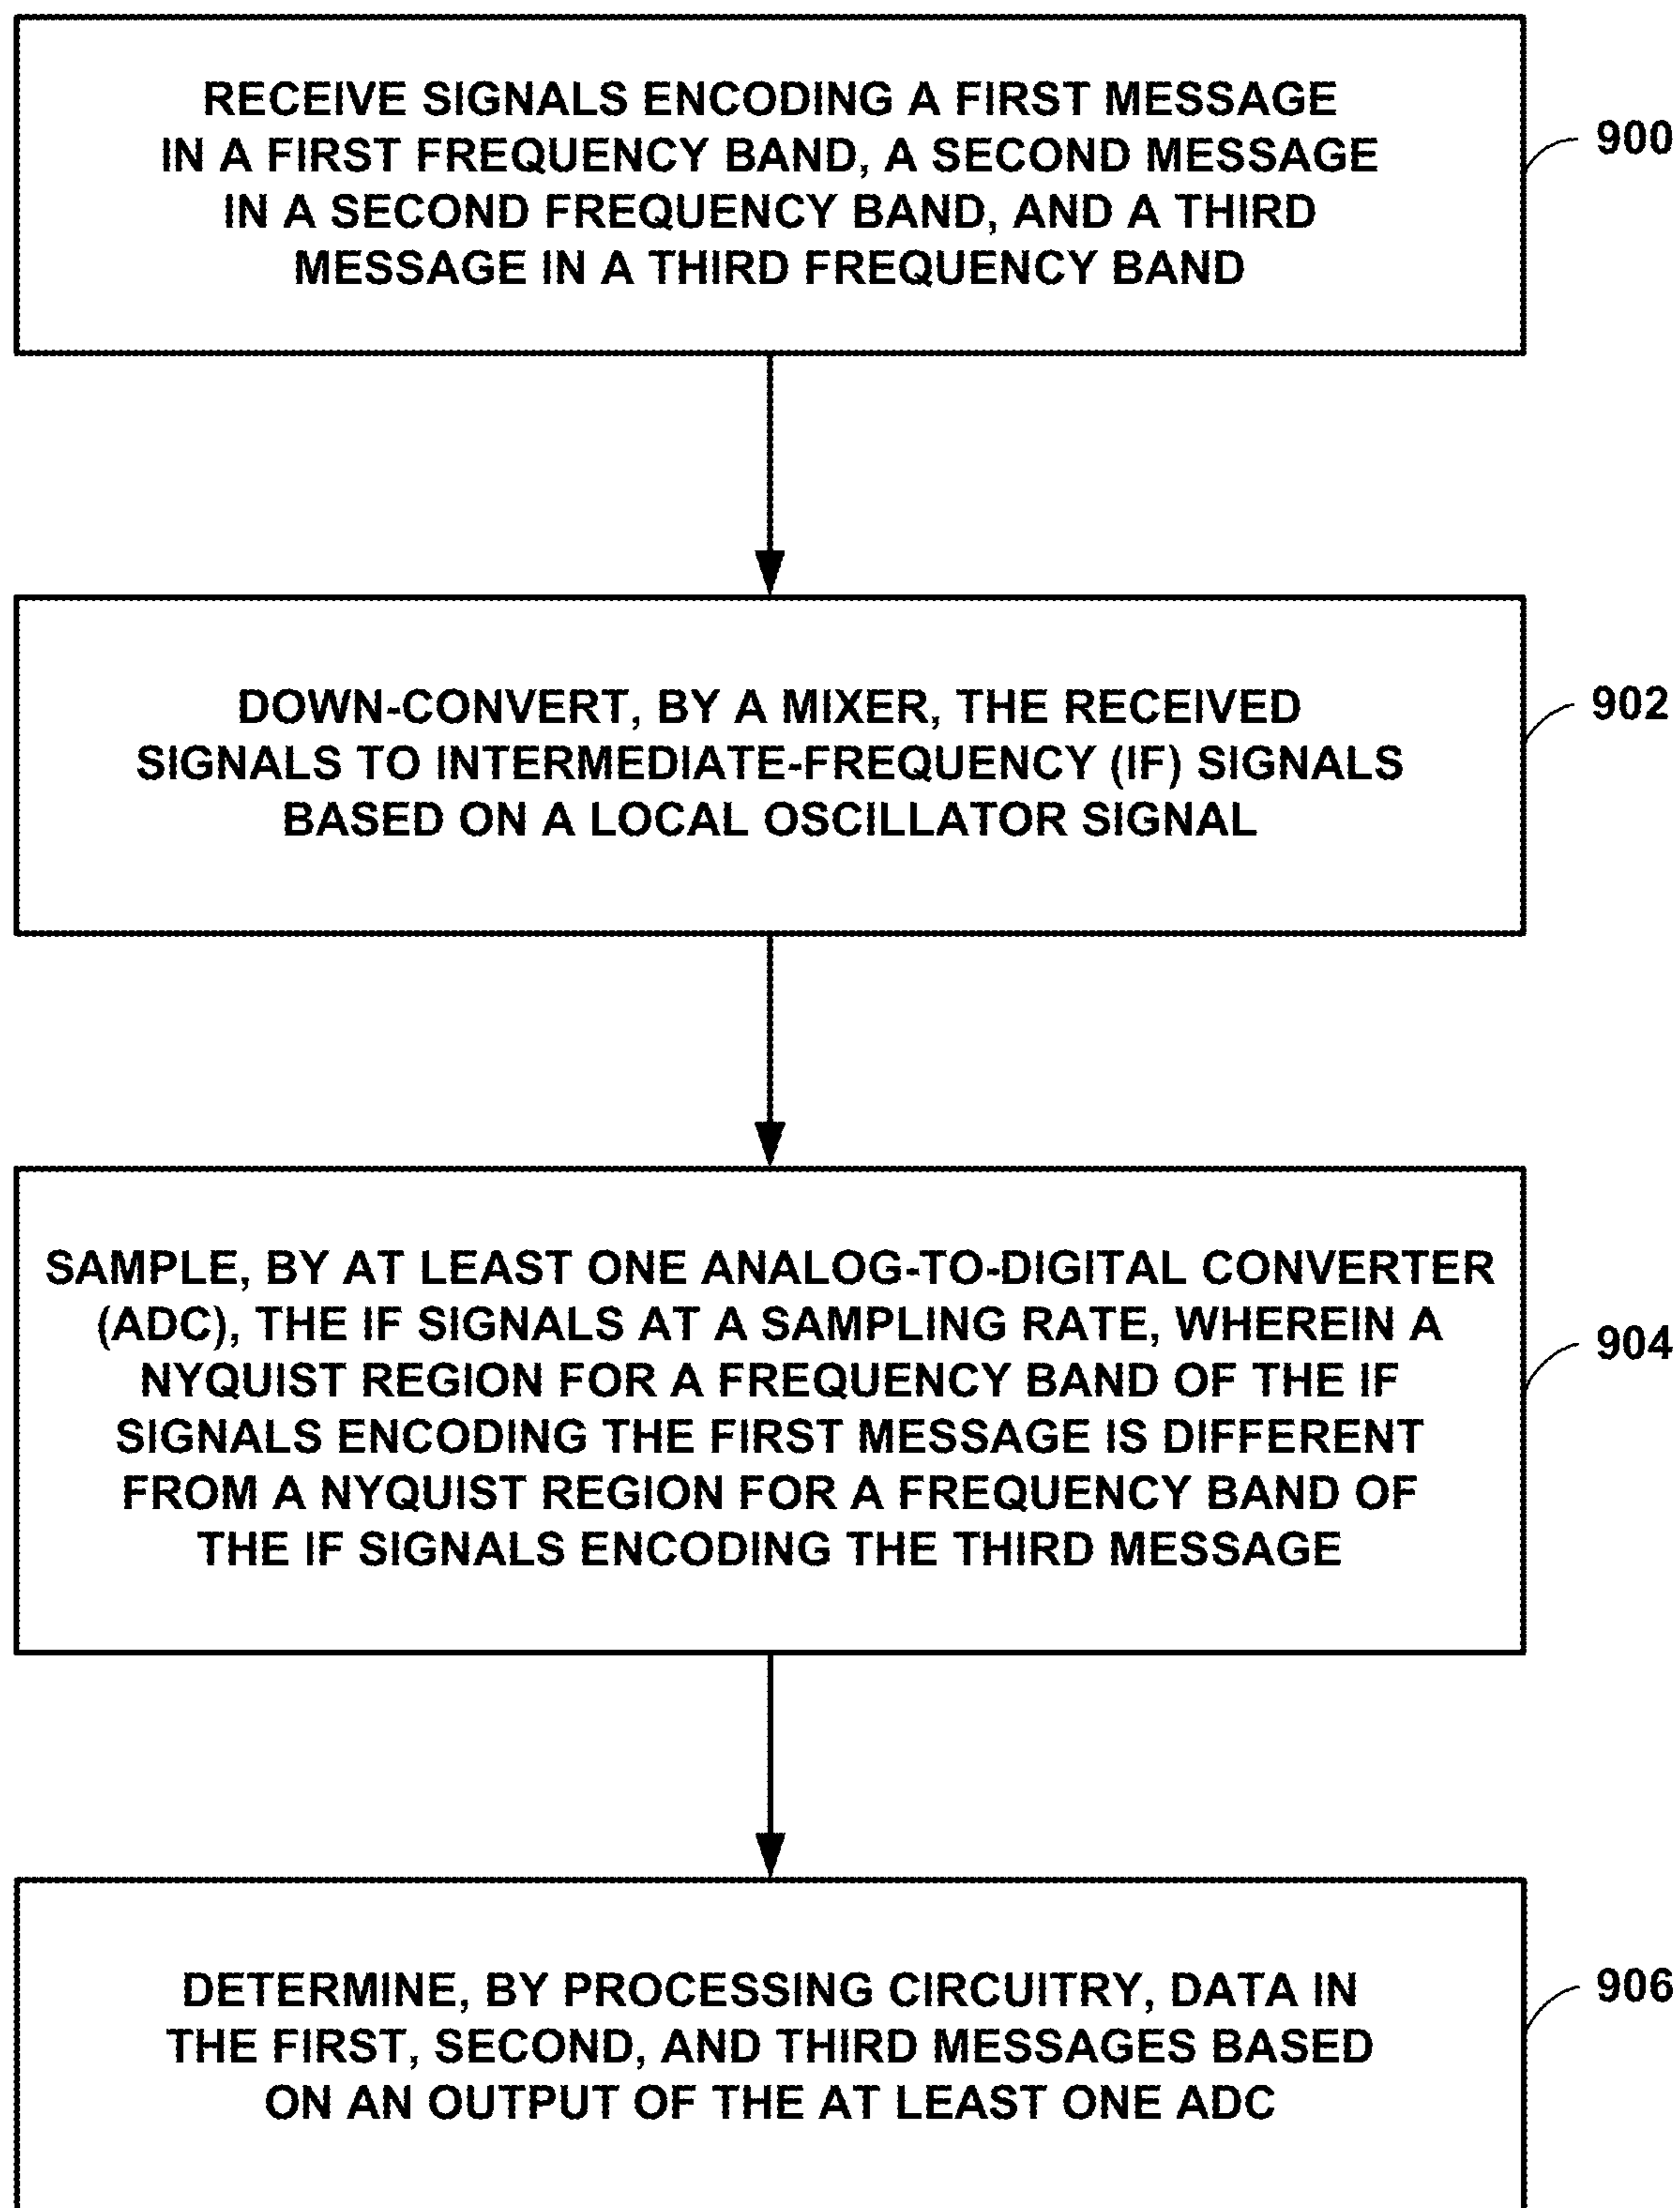 RECEIVE SIGNALS ENCODING A FIRST MESSAGE
IN A FIRST FREQUENCY BAND, A SECOND MESSAGE
IN A SECOND FREQUENCY BAND, AND A THIRD
MESSAGE IN A THIRD FREQUENCY BAND
900
DOWN-CONVERT, BY A MIXER, THE RECEIVED
SIGNALS TO INTERMEDIATE-FREQUENCY (IF) SIGNALS
BASED ON A LOCAL OSCILLATOR SIGNAL
902
SAMPLE, BY AT LEAST ONE ANALOG-TO-DIGITAL CONVERTER
(ADC), THE IF SIGNALS AT A SAMPLING RATE, WHEREIN A
NYQUIST REGION FOR A FREQUENCY BAND OF THE IF
SIGNALS ENCODING THE FIRST MESSAGE IS DIFFERENT
FROM A NYQUIST REGION FOR A FREQUENCY BAND OF
THE IF SIGNALS ENCODING THE THIRD MESSAGE
904
DETERMINE, BY PROCESSING CIRCUITRY, DATA IN
THE FIRST, SECOND, AND THIRD MESSAGES BASED
ON AN OUTPUT OF THE AT LEAST ONE ADC
906